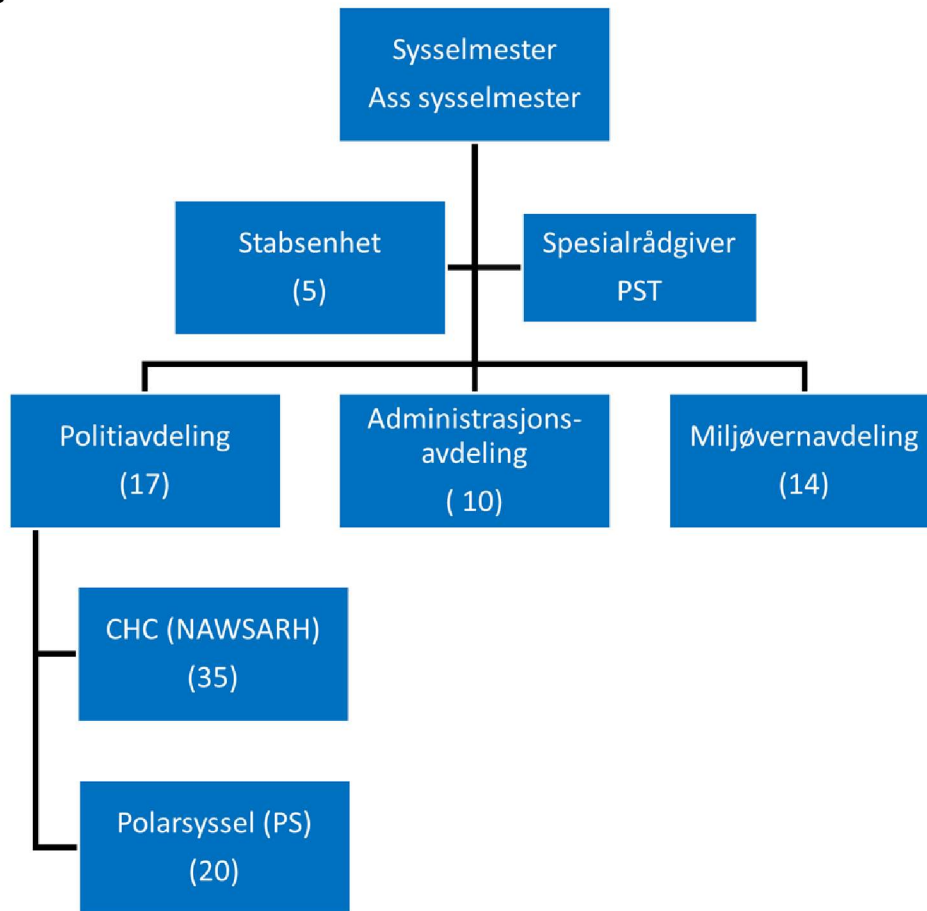 Sysselmester
Ass sysselmester
Stabsenhet
(5)
Spesialrådgiver
PST
Politiavdeling
(17)
Administrasjons-
avdeling
( 10)
Miljøvernavdeling
(14)
CHC (NAWSARH)
(35)
Polarsyssel (PS)
(20)